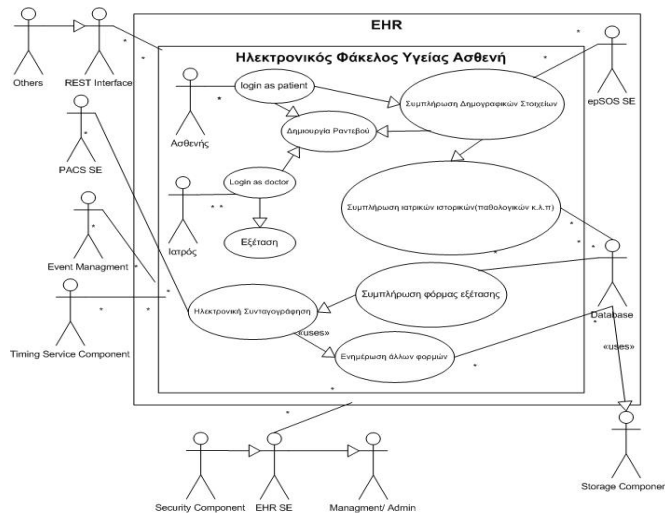 EHR
Ηλεκτρονικός Φάκελος Υγείας Ασθενή
Others
REST Interface
login as patient
Συμπλήρωση Δημογραφικών Στοιχείων
epSOS SE
Ασθενής
Δημιουργία Ραντεβού
PACS SE
Login as doctor
Συμπλήρωση ιατρικών ιστορικών(παθολογικών κ.λ.π)
Ιατρός
Εξέταση
Event Managment
Συμπλήρωση φόρμας εξέτασης
Ηλεκτρονική Συνταγογράφηση
Database
«uses»
«uses»
Timing Service Component
Ενημέρωση άλλων φορμών
Storage Component
Security Component
EHR SE
Managment/ Admin